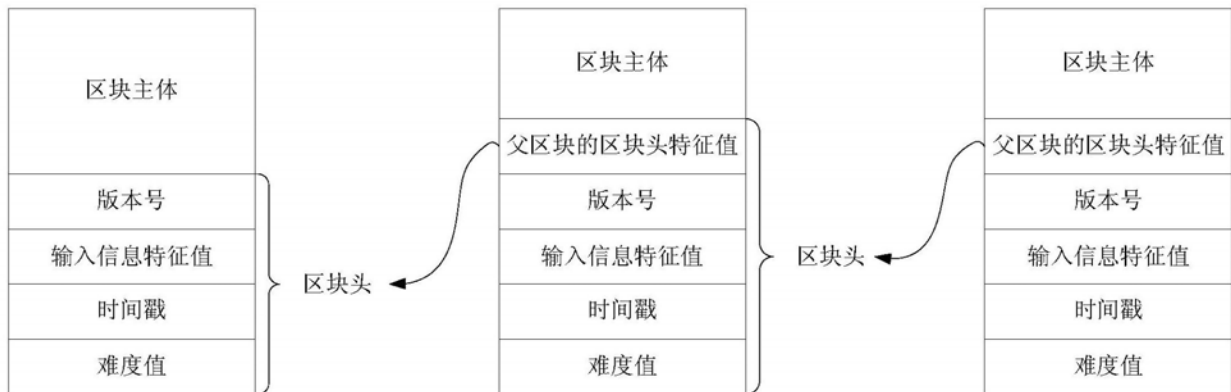 区块主体
版本号
输入信息特征值
时间戳
难度值
区块头
区块主体
父区块的区块头特征值
版本号
输入信息特征值
时间戳
难度值
区块头
区块主体
父区块的区块头特征值
版本号
输入信息特征值
时间戳
难度值